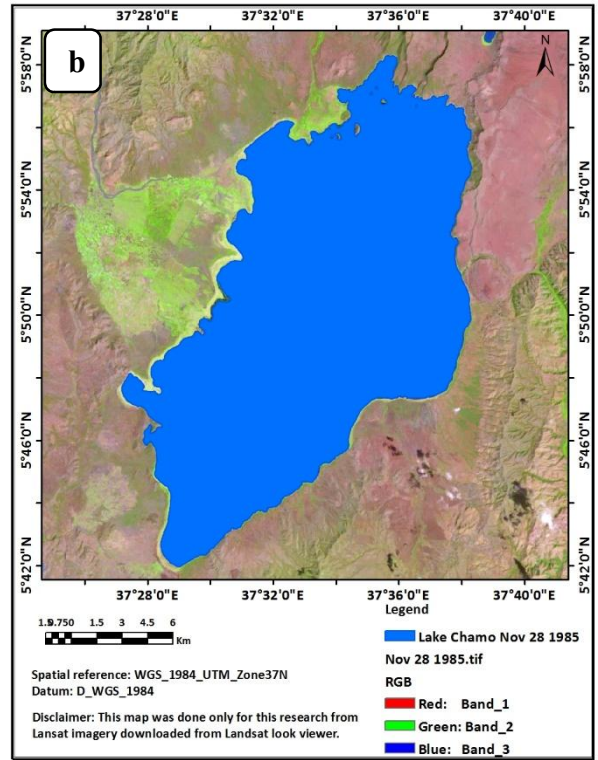 b
37°28'0"E 37°32'0"E 37°36'0"E 37°40'0"E
N
5°58'0"N 5°58'0"N
5°54'0"N 5°54'0"N
5°50'0"N 5°50'0"N
5°46'0"N 5°46'0"N
5°42'0"N 5°42'0"N
37°28'0"E 37°32'0"E 37°36'0"E 37°40'0"E
Legend
1.50.750 1.5 3 4.5 6
Km
Lake Chamo Nov 28 1985
Nov 28 1985.tif
RGB
Red: Band_1
Green: Band_2
Blue: Band_3
Spatial reference: WGS_1984_UTM_Zone37N
Datum: D_WGS_1984
Disclaimer: This map was done only for this research from
Lansat imagery downloaded from Landsat look viewer.